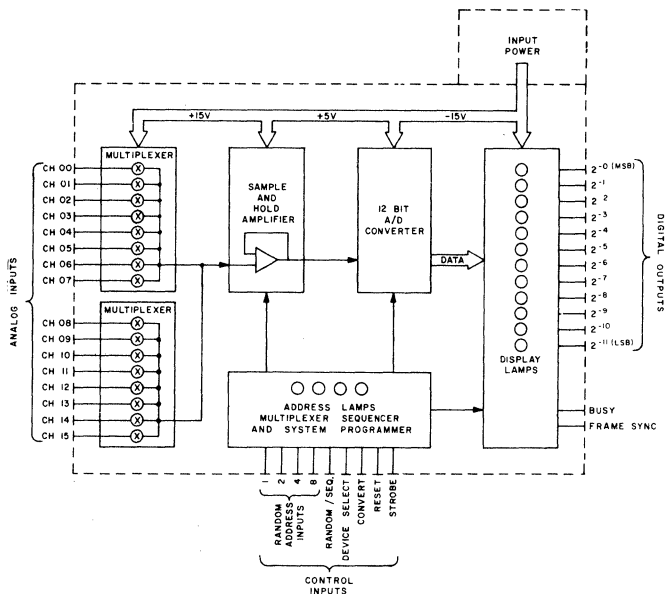 INPUT
POWER
+15V
+5V
-15V
MULTIPLEXER
CH 00
CH 01
CH 02
CH 03
CH 04
CH 05
CH 06
CH 07
X
X
X
X
X
X
X
X
MULTIPLEXER
CH 08
CH 09
CH 10
CH 11
CH 12
CH 13
CH 14
CH 15
X
X
X
X
X
X
X
X
ANALOG INPUTS
SAMPLE
AND
HOLD
AMPLIFIER
12 BIT
A/D
CONVERTER
DATA
DISPLAY
LAMPS
2-0 (MSB)
2-1
2-2
2-3
2-4
2-5
2-6
2-7
2-8
2-9
2-10
2-11 (LSB)
DIGITAL OUTPUTS
BUSY
FRAME SYNC
ADDRESS LAMPS
MULTIPLEXER SEQUENCER
AND SYSTEM PROGRAMMER
1
2
4
8
RANDOM
ADDRESS
INPUTS
RANDOM / SEQ.
DEVICE SELECT
CONVERT
RESET
STROBE
CONTROL
INPUTS